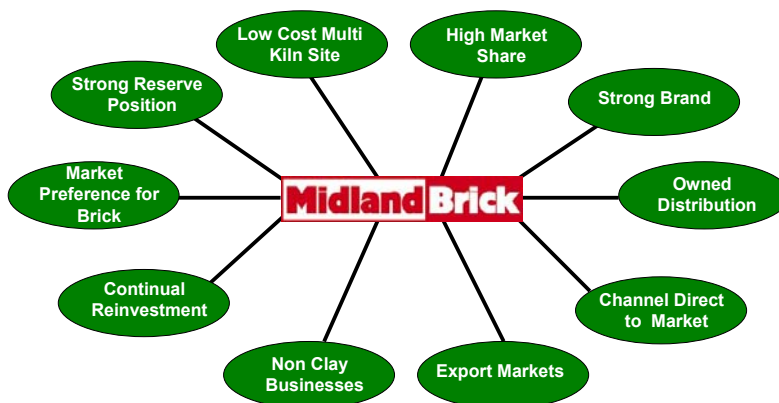 Low Cost Multi
Kiln Site
High Market
Share
Strong Reserve
Position
Strong Brand
Market
Preference for
Brick
MidlandBrick
Owned
Distribution
Continual
Reinvestment
Channel Direct
to Market
Non Clay
Businesses
Export Markets